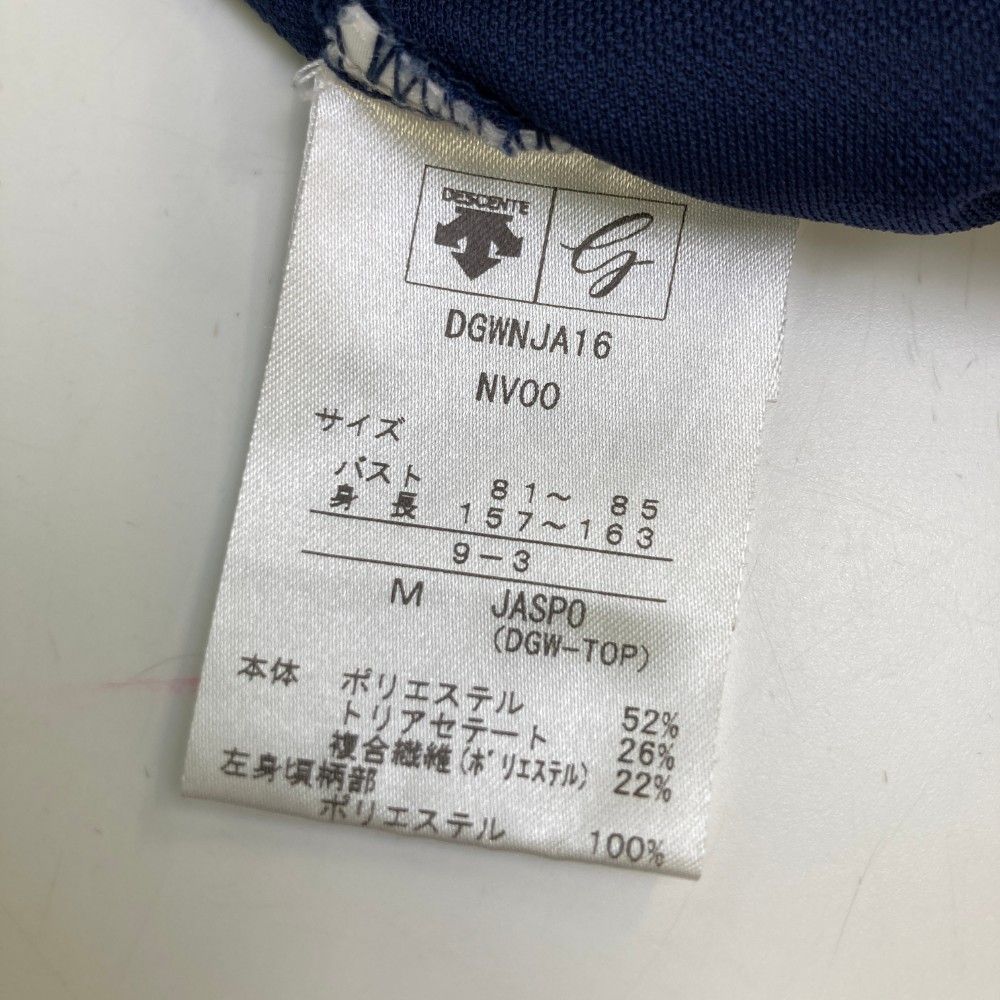 DESCENTE
G
DGWNJA16
NV00
サイズ
バスト 81〜 85
身 長 157〜163
9-3
M JASPO
(DGW-TOP)
本体 ポリエステル 52%
トリアセテート 26%
複合繊維(ポリエステル) 22%
左身頃柄部
ポリエステル 100%